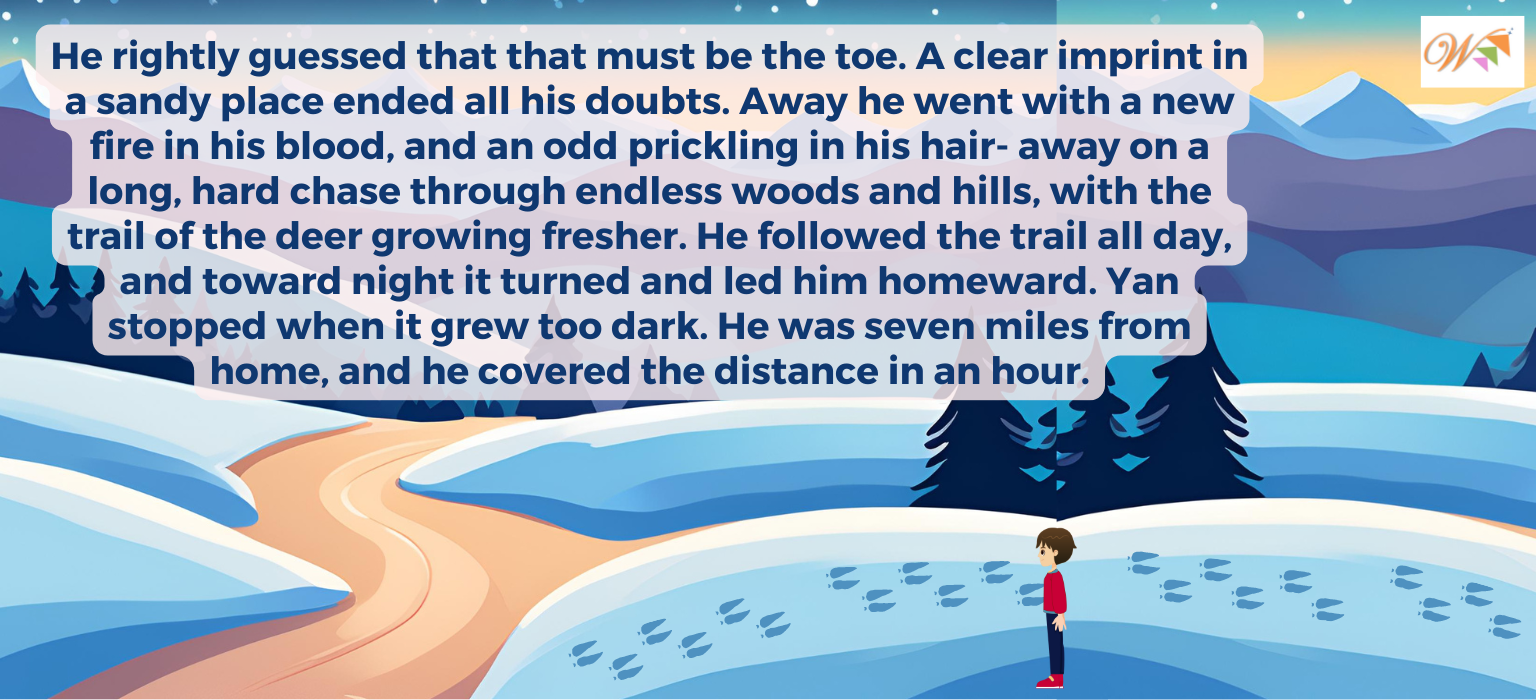 He rightly guessed that that must be the toe. A clear imprint in
a sandy place ended all his doubts. Away he went with a new
fire in his blood, and an odd prickling in his hair- away on a
long, hard chase through endless woods and hills, with the
trail of the deer growing fresher. He followed the trail all day,
and toward night it turned and led him homeward. Yan
stopped when it grew too dark. He was seven miles from
home, and he covered the distance in an hour.
W